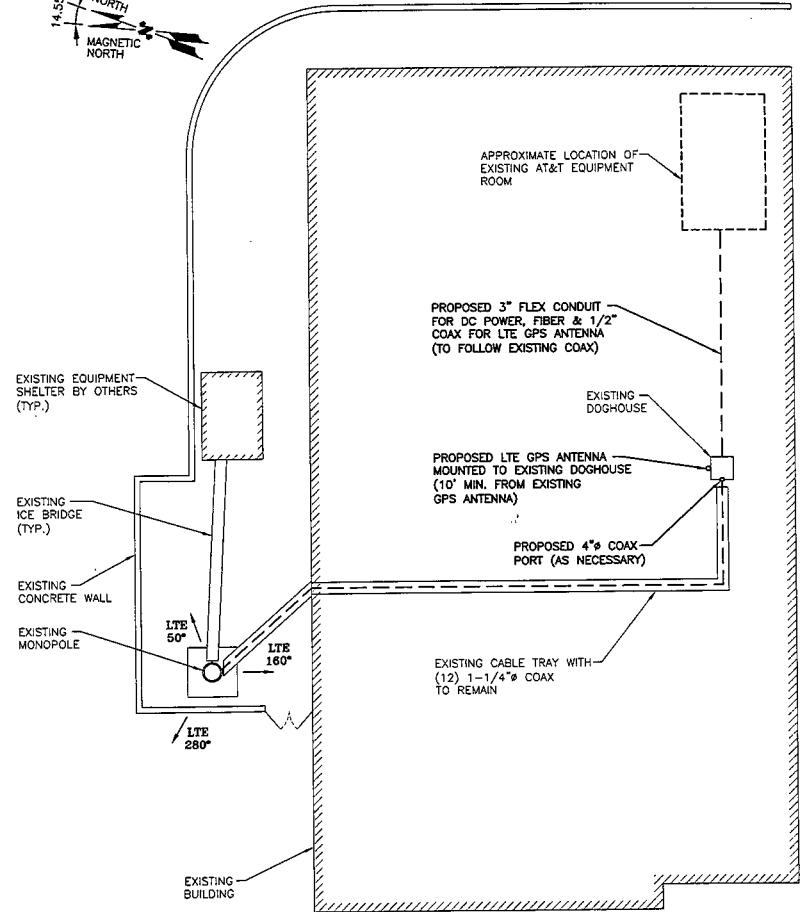 NORTH
MAGNETIC
NORTH
APPROXIMATE LOCATION OF
EXISTING AT&T EQUIPMENT
ROOM
PROPOSED 3" FLEX CONDUIT
FOR DC POWER, FIBER & 1/2"
COAX FOR LTE GPS ANTENNA
(TO FOLLOW EXISTING COAX)
EXISTING EQUIPMENT
SHELTER BY OTHERS
(TYP.)
EXISTING
DOGHOUSE
PROPOSED LTE GPS ANTENNA
MOUNTED TO EXISTING DOGHOUSE
(10' MIN. FROM EXISTING
GPS ANTENNA)
EXISTING
ICE BRIDGE
(TYP.)
PROPOSED 4"ø COAX
PORT (AS NECESSARY)
EXISTING
CONCRETE WALL
EXISTING
MONOPOLE
LTE
50°
LTE
160°
LTE
280°
EXISTING CABLE TRAY WITH
(12) 1-1/4"ø COAX
TO REMAIN
EXISTING
BUILDING